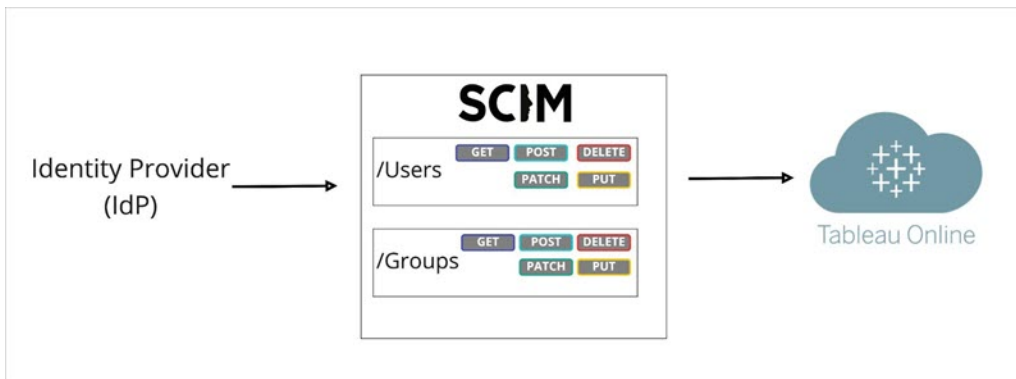 Identity Provider
(IdP)
SCIM
/Users
GET POST DELETE
PATCH PUT
/Groups
GET POST DELETE
PATCH PUT
Tableau Online